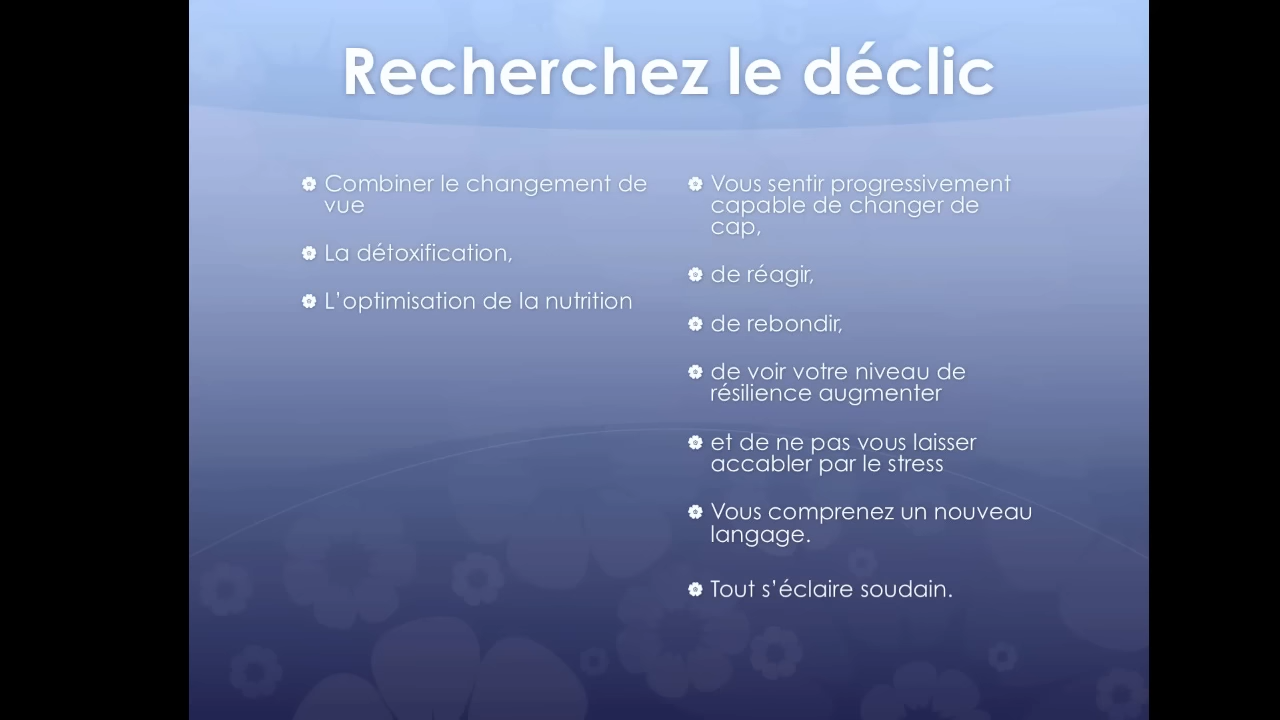 Recherchez le déclic
Combiner le changement de
vue
La détoxification,
L'optimisation de la nutrition
Vous sentir progressivement
capable de changer de
cap,
de réagir,
de rebondir,
de voir votre niveau de
résilience augmenter
et de ne pas vous laisser
accabler par le stress
Vous comprenez un nouveau
langage.
Tout s'éclaire soudain.